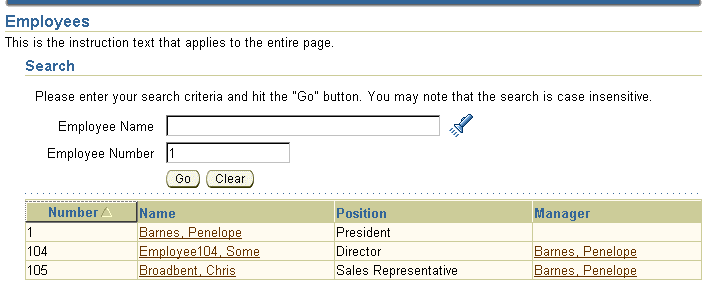 Employees
This is the instruction text that applies to the entire page.
Search
Please enter your search criteria and hit the "Go" button. You may note that the search is case insensitive.
Employee Name
Employee Number 1
Go Clear
Number Name Position Manager
1 Barnes, Penelope President
104 Employee104, Some Director Barnes, Penelope
105 Broadbent, Chris Sales Representative Barnes, Penelope